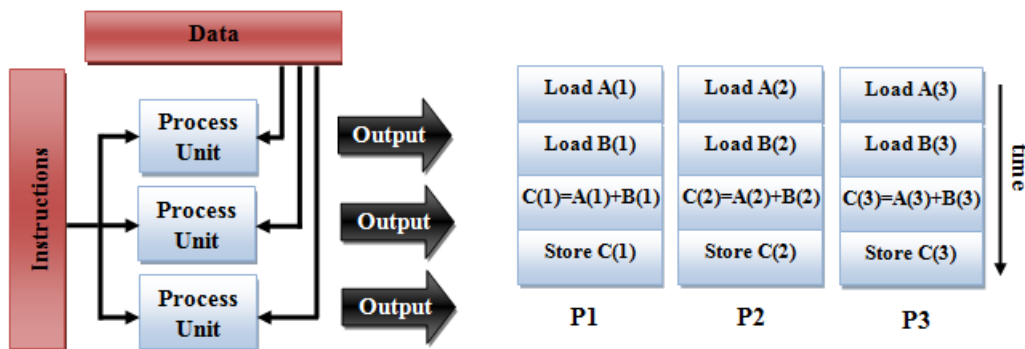 Data
Instructions
Process
Unit
Process
Unit
Process
Unit
Output
Output
Output
Load A(1)
Load B(1)
C(1)=A(1)+B(1)
Store C(1)
P1
Load A(2)
Load B(2)
C(2)=A(2)+B(2)
Store C(2)
P2
Load A(3)
Load B(3)
C(3)=A(3)+B(3)
Store C(3)
P3
time